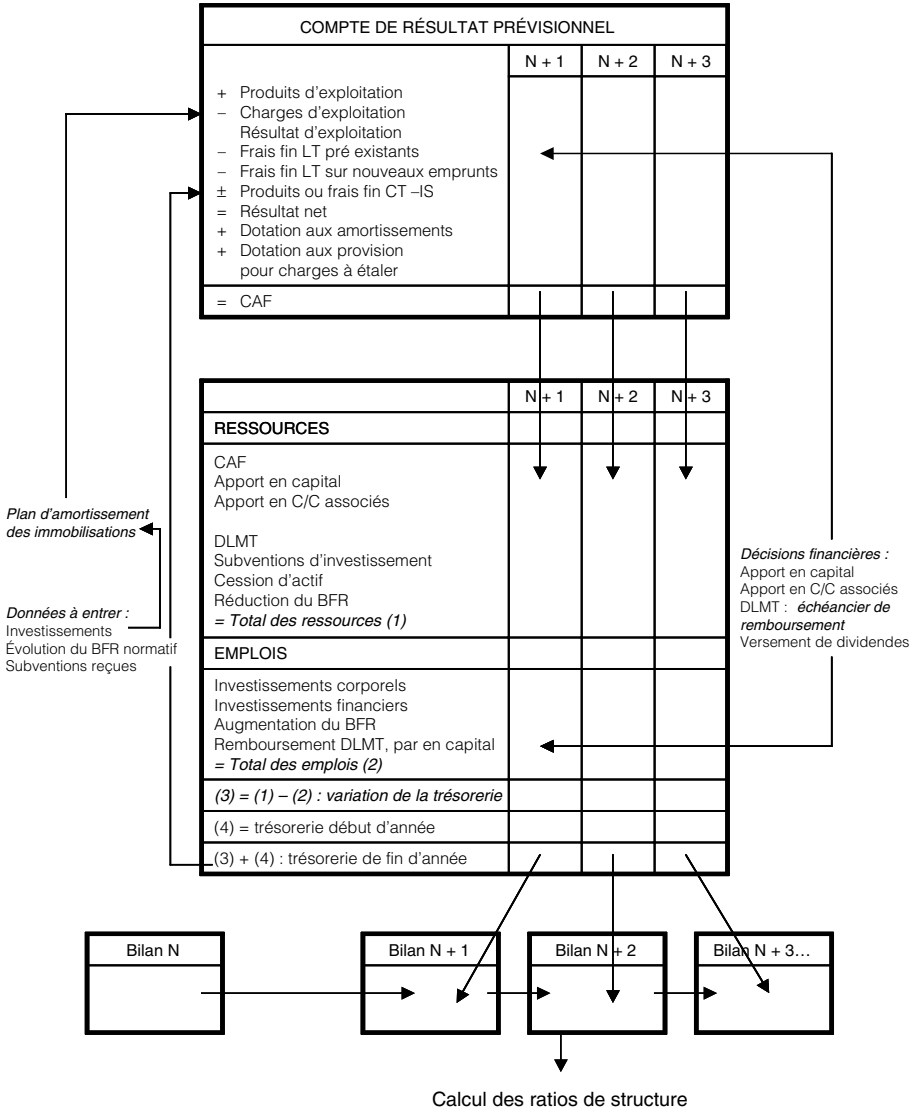 COMPTE DE RÉSULTAT PRÉVISIONNEL
N + 1 N + 2 N + 3
+ Produits d'exploitation
– Charges d'exploitation
Résultat d'exploitation
– Frais fin LT pré existants
– Frais fin LT sur nouveaux emprunts
± Produits ou frais fin CT –IS
= Résultat net
+ Dotation aux amortissements
+ Dotation aux provision
pour charges à étaler
= CAF
N + 1 N + 2 N + 3
RESSOURCES
CAF
Apport en capital
Apport en C/C associés
DLMT
Subventions d'investissement
Cession d'actif
Réduction du BFR
= Total des ressources (1)
EMPLOIS
Investissements corporels
Investissements financiers
Augmentation du BFR
Remboursement DLMT, par en capital
= Total des emplois (2)
(3) = (1) – (2) : variation de la trésorerie
(4) = trésorerie début d'année
(3) + (4) : trésorerie de fin d'année
Plan d'amortissement
des immobilisations
Données à entrer :
Investissements
Évolution du BFR normatif
Subventions reçues
Décisions financières :
Apport en capital
Apport en C/C associés
DLMT : échéancier de
remboursement
Versement de dividendes
Bilan N Bilan N + 1 Bilan N + 2 Bilan N + 3...
Calcul des ratios de structure